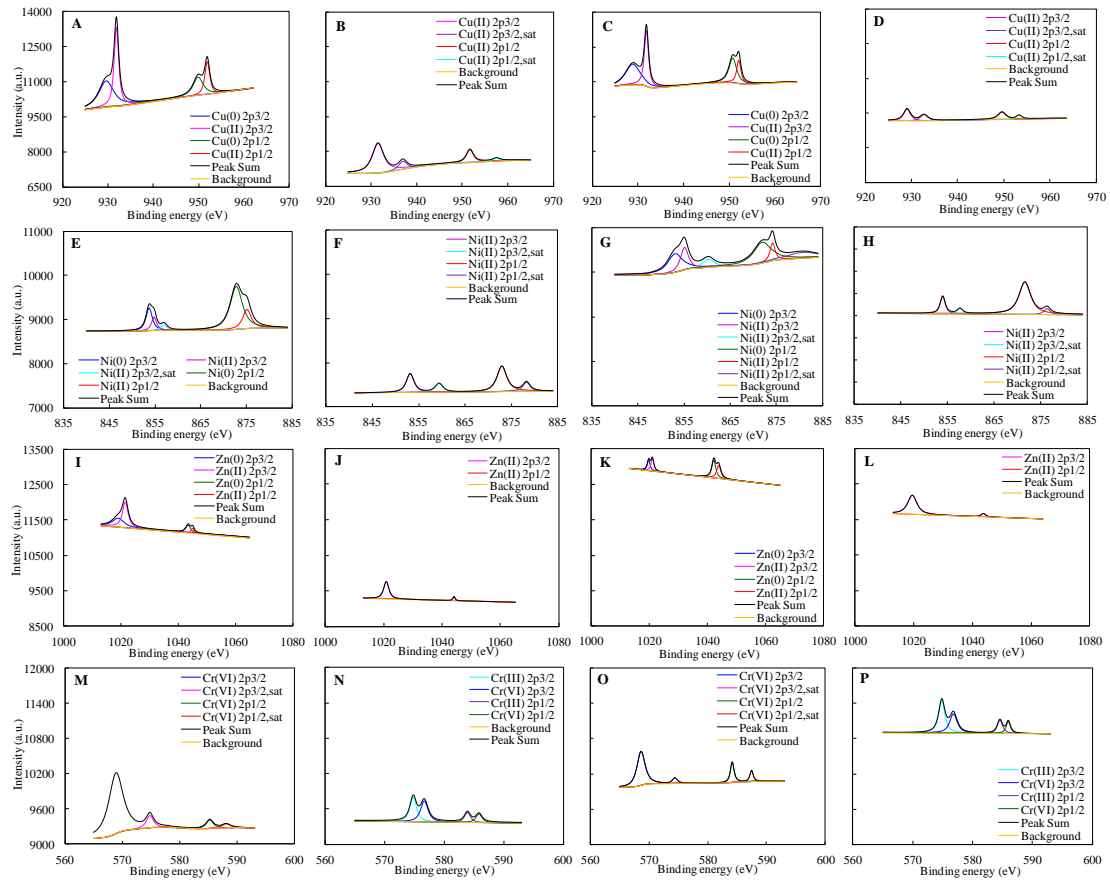 A
Cu(0) 2p3/2
Cu(II) 2p3/2
Cu(0) 2p1/2
Cu(II) 2p1/2
Peak Sum
Background
Intensity (a.u.)
14000
12500
11000
9500
8000
6500
920 930 940 950 960 970
Binding energy (eV)
B
Cu(II) 2p3/2
Cu(II) 2p3/2,sat
Cu(II) 2p1/2
Cu(II) 2p1/2,sat
Background
Peak Sum
920 930 940 950 960 970
Binding energy (eV)
C
Cu(0) 2p3/2
Cu(II) 2p3/2
Cu(0) 2p1/2
Cu(II) 2p1/2
Peak Sum
Background
920 930 940 950 960 970
Binding energy (eV)
D
Cu(II) 2p3/2
Cu(II) 2p3/2,sat
Cu(II) 2p1/2
Cu(II) 2p1/2,sat
Background
Peak Sum
920 930 940 950 960 970
Binding energy (eV)
E
Ni(0) 2p3/2
Ni(II) 2p3/2
Ni(II) 2p3/2,sat
Ni(0) 2p1/2
Ni(II) 2p1/2
Background
Peak Sum
Intensity (a.u.)
11000
10000
9000
8000
7000
835 845 855 865 875 885
Binding energy (eV)
F
Ni(II) 2p3/2
Ni(II) 2p3/2,sat
Ni(II) 2p1/2
Ni(II) 2p1/2,sat
Background
Peak Sum
835 845 855 865 875 885
Binding energy (eV)
G
Ni(0) 2p3/2
Ni(II) 2p3/2
Ni(II) 2p3/2,sat
Ni(0) 2p1/2
Ni(II) 2p1/2
Ni(II) 2p1/2,sat
Background
Peak Sum
835 845 855 865 875 885
Binding energy (eV)
H
Ni(II) 2p3/2
Ni(II) 2p3/2,sat
Ni(II) 2p1/2
Ni(II) 2p1/2,sat
Background
Peak Sum
835 845 855 865 875 885
Binding energy (eV)
I
Zn(0) 2p3/2
Zn(II) 2p3/2
Zn(0) 2p1/2
Zn(II) 2p1/2
Peak Sum
Background
Intensity (a.u.)
13500
12500
11500
10500
9500
8500
1000 1020 1040 1060 1080
Binding energy (eV)
J
Zn(II) 2p3/2
Zn(II) 2p1/2
Background
Peak Sum
1000 1020 1040 1060 1080
Binding energy (eV)
K
Zn(0) 2p3/2
Zn(II) 2p3/2
Zn(0) 2p1/2
Zn(II) 2p1/2
Peak Sum
Background
1000 1020 1040 1060 1080
Binding energy (eV)
L
Zn(II) 2p3/2
Zn(II) 2p1/2
Peak Sum
Background
1000 1020 1040 1060 1080
Binding energy (eV)
M
Cr(VI) 2p3/2
Cr(VI) 2p3/2,sat
Cr(VI) 2p1/2
Cr(VI) 2p1/2,sat
Peak Sum
Background
Intensity (a.u.)
12000
10800
10200
9600
9000
560 570 580 590 600
Binding energy (eV)
N
Cr(III) 2p3/2
Cr(VI) 2p3/2
Cr(III) 2p1/2
Cr(VI) 2p1/2
Background
Peak Sum
560 570 580 590 600
Binding energy (eV)
O
Cr(VI) 2p3/2
Cr(VI) 2p3/2,sat
Cr(VI) 2p1/2
Cr(VI) 2p1/2,sat
Peak Sum
Background
560 570 580 590 600
Binding energy (eV)
P
Cr(III) 2p3/2
Cr(VI) 2p3/2
Cr(III) 2p1/2
Cr(VI) 2p1/2
Peak Sum
Background
560 570 580 590 600
Binding energy (eV)